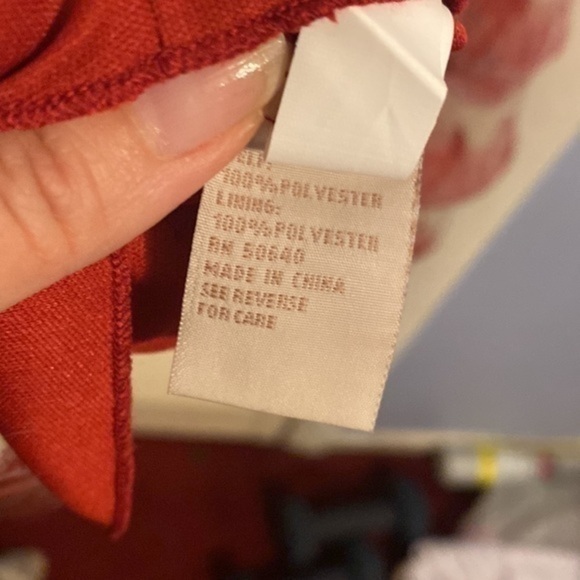 100%POLYESTER
LINING:
100%POLYESTER
RN 50640
MADE IN CHINA
SEE REVERSE
FOR CARE